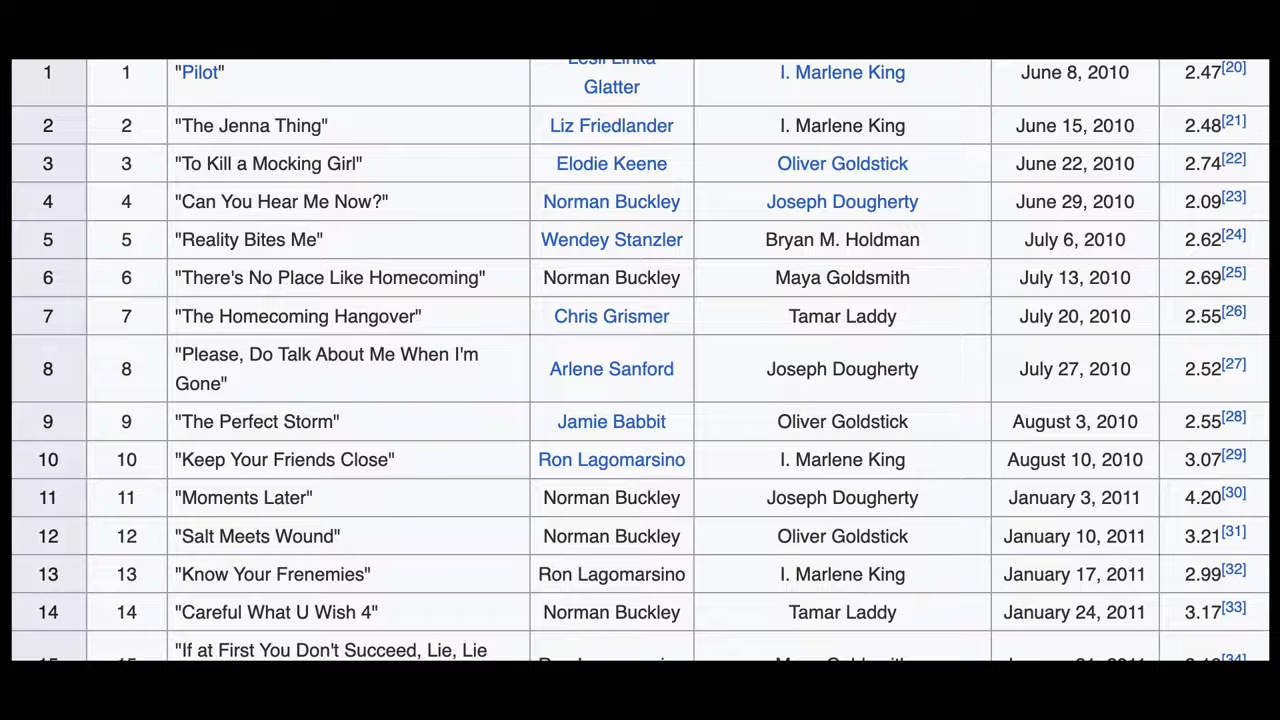 1 1 "Pilot" Lesli Linka Glatter I. Marlene King June 8, 2010 2.47[20]
2 2 "The Jenna Thing" Liz Friedlander I. Marlene King June 15, 2010 2.48[21]
3 3 "To Kill a Mocking Girl" Elodie Keene Oliver Goldstick June 22, 2010 2.74[22]
4 4 "Can You Hear Me Now?" Norman Buckley Joseph Dougherty June 29, 2010 2.09[23]
5 5 "Reality Bites Me" Wendey Stanzler Bryan M. Holdman July 6, 2010 2.62[24]
6 6 "There's No Place Like Homecoming" Norman Buckley Maya Goldsmith July 13, 2010 2.69[25]
7 7 "The Homecoming Hangover" Chris Grismer Tamar Laddy July 20, 2010 2.55[26]
8 8 "Please, Do Talk About Me When I'm
Gone" Arlene Sanford Joseph Dougherty July 27, 2010 2.52[27]
9 9 "The Perfect Storm" Jamie Babbit Oliver Goldstick August 3, 2010 2.55[28]
10 10 "Keep Your Friends Close" Ron Lagomarsino I. Marlene King August 10, 2010 3.07[29]
11 11 "Moments Later" Norman Buckley Joseph Dougherty January 3, 2011 4.20[30]
12 12 "Salt Meets Wound" Norman Buckley Oliver Goldstick January 10, 2011 3.21[31]
13 13 "Know Your Frenemies" Ron Lagomarsino I. Marlene King January 17, 2011 2.99[32]
14 14 "Careful What U Wish 4" Norman Buckley Tamar Laddy January 24, 2011 3.17[33]
"If at First You Don't Succeed, Lie, Lie